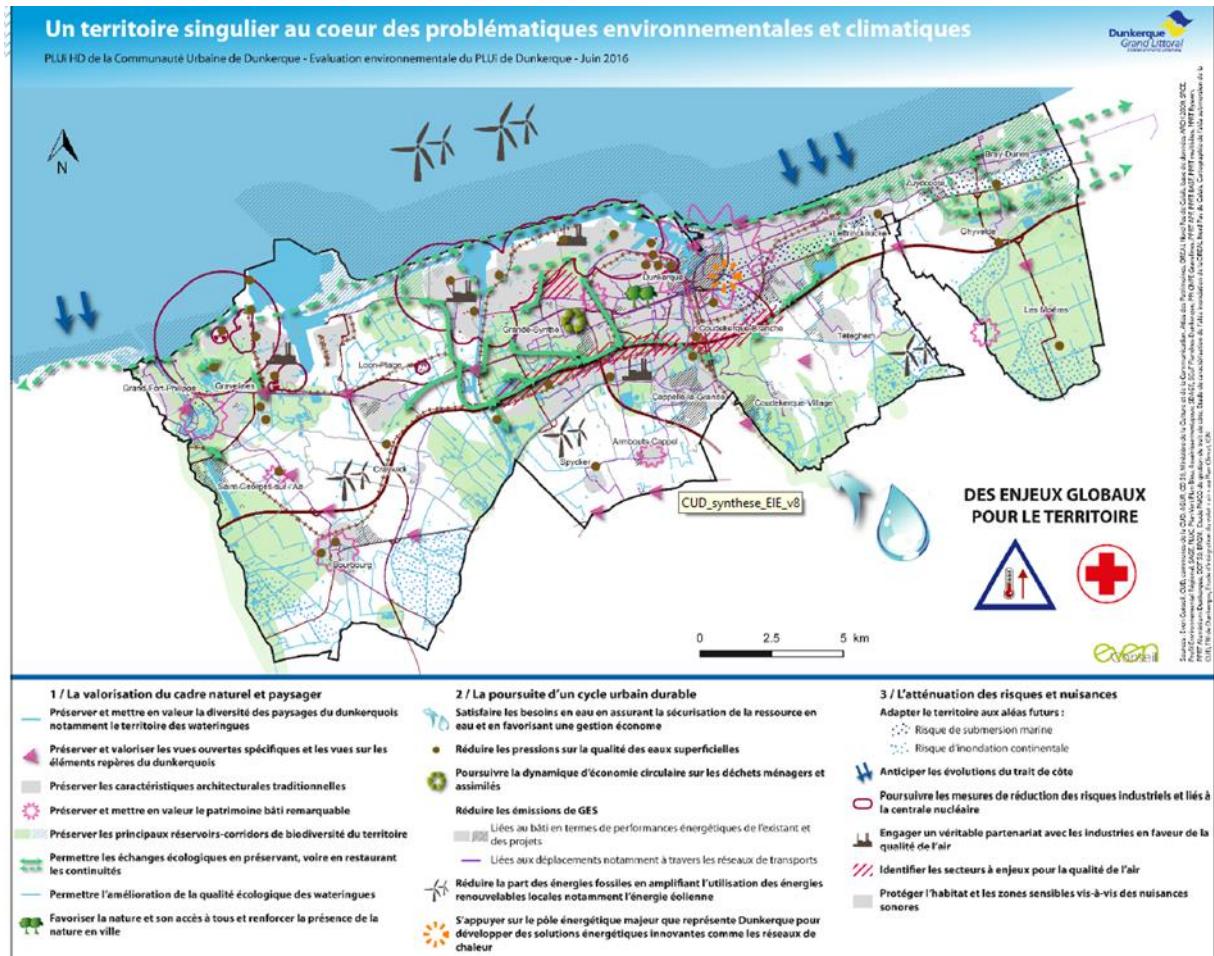 Un territoire singulier au coeur des problématiques environnementales et climatiques
PLUi HD de la Communauté Urbaine de Dunkerque - Evaluation environnementale du PLUi de Dunkerque - Juin 2016
Dunkerque
Grand Littoral
N
Bray-Dunes
Zuydcoote
Leffrinckoucke
Ghyvelde
Dunkerque
Les Moëres
Grande-Synthe
Coudekerque-Branche
Téteghem
Loon-Plage
Grand-Fort-Philippe
Gravelines
Cappelle-la-Grande
Coudekerque-Village
Armbouts-Cappel
Spycker
Craywick
Saint-Georges-sur-l'Aa
Bourbourg
CUD_synthese_EIE_v8
DES ENJEUX GLOBAUX
POUR LE TERRITOIRE
0 2.5 5 km
even
Conseil
1 / La valorisation du cadre naturel et paysager
Préserver et mettre en valeur la diversité des paysages du dunkerquois
notamment le territoire des wateringues
Préserver et valoriser les vues ouvertes spécifiques et les vues sur les
éléments repères du dunkerquois
Préserver les caractéristiques architecturales traditionnelles
Préserver et mettre en valeur le patrimoine bâti remarquable
Préserver les principaux réservoirs-corridors de biodiversité du territoire
Permettre les échanges écologiques en préservant, voire en restaurant
les continuités
Permettre l'amélioration de la qualité écologique des wateringues
Favoriser la nature et son accès à tous et renforcer la présence de la
nature en ville
2 / La poursuite d'un cycle urbain durable
Satisfaire les besoins en eau en assurant la sécurisation de la ressource en
eau et en favorisant une gestion économe
Réduire les pressions sur la qualité des eaux superficielles
Poursuivre la dynamique d'économie circulaire sur les déchets ménagers et
assimilés
Réduire les émissions de GES
Liées au bâti en termes de performances énergétiques de l'existant et
des projets
Liées aux déplacements notamment à travers les réseaux de transports
Réduire la part des énergies fossiles en amplifiant l'utilisation des énergies
renouvelables locales notamment l'énergie éolienne
S'appuyer sur le pôle énergétique majeur que représente Dunkerque pour
développer des solutions énergétiques innovantes comme les réseaux de
chaleur
3 / L'atténuation des risques et nuisances
Adapter le territoire aux aléas futurs :
Risque de submersion marine
Risque d'inondation continentale
Anticiper les évolutions du trait de côte
Poursuivre les mesures de réduction des risques industriels et liés à
la centrale nucléaire
Engager un véritable partenariat avec les industries en faveur de la
qualité de l'air
Identifier les secteurs à enjeux pour la qualité de l'air
Protéger l'habitat et les zones sensibles vis-à-vis des nuisances
sonores